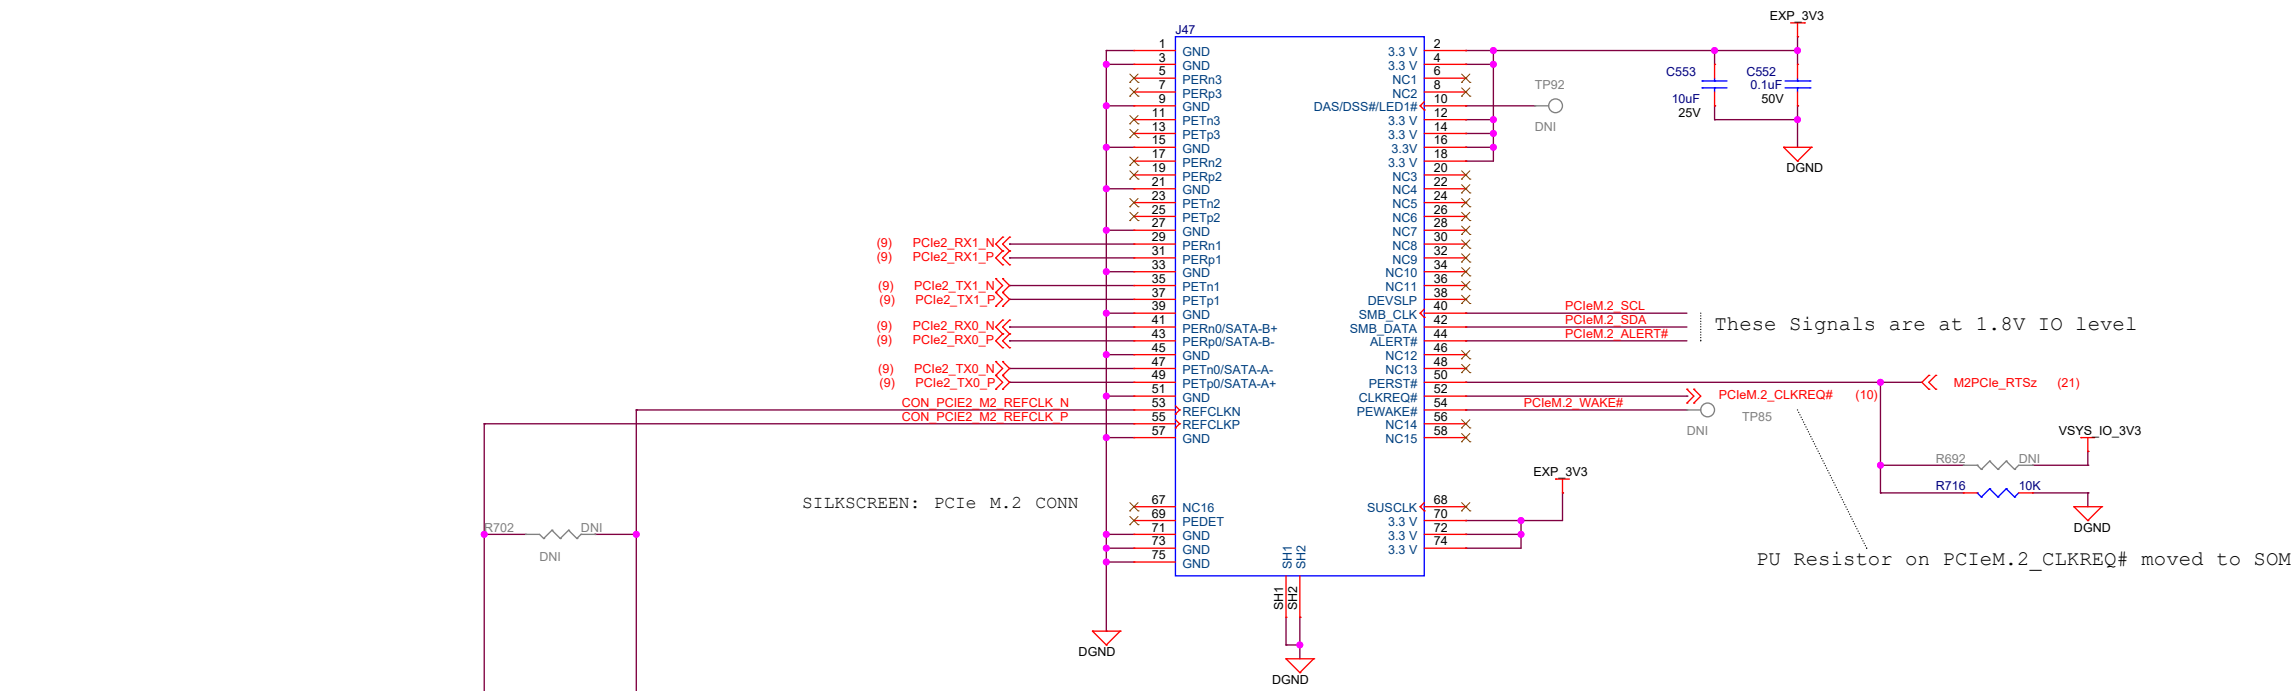 EXP_3V3
J47
1 GND 3.3 V 2
3 GND 3.3 V 4
5 PERn3 NC1 6
7 PERp3 NC2 8
9 GND DAS/DSS#/LED1# 10
11 PETn3 3.3 V 12
13 PETp3 3.3 V 14
15 GND 3.3V 16
17 PERn2 3.3 V 18
19 PERp2 NC3 20
21 GND NC4 22
23 PETn2 NC5 24
25 PETp2 NC6 26
27 GND NC7 28
(9) PCIe2_RX1_N 29 PERn1 NC8 30
(9) PCIe2_RX1_P 31 PERp1 NC9 32
33 GND NC10 34
(9) PCIe2_TX1_N 35 PETn1 NC11 36
(9) PCIe2_TX1_P 37 PETp1 DEVSLP 38
39 GND SMB_CLK 40 PCIeM.2_SCL
(9) PCIe2_RX0_N 41 PERn0/SATA-B+ SMB_DATA 42 PCIeM.2_SDA
(9) PCIe2_RX0_P 43 PERp0/SATA-B- ALERT# 44 PCIeM.2_ALERT#
45 GND NC12 46
(9) PCIe2_TX0_N 47 PETn0/SATA-A- NC13 48
(9) PCIe2_TX0_P 49 PETp0/SATA-A+ PERST# 50 M2PCIe_RTSz (21)
51 GND CLKREQ# 52 PCIeM.2_CLKREQ# (10)
CON_PCIE2_M2_REFCLK_N 53 REFCLKN PEWAKE# 54 PCIeM.2_WAKE#
CON_PCIE2_M2_REFCLK_P 55 REFCLKP NC14 56
57 GND NC15 58
67 NC16 SUSCLK 68
69 PEDET 3.3 V 70
71 GND 3.3 V 72
73 GND 3.3 V 74
75 GND
SH1 SH2
SH1 SH2
DGND
DGND
TP92
DNI
C553
10uF
25V
C552
0.1uF
50V
DGND
These Signals are at 1.8V IO level
TP85
DNI
VSYS_IO_3V3
R692 DNI
R716 10K
DGND
EXP_3V3
PU Resistor on PCIeM.2_CLKREQ# moved to SOM
SILKSCREEN: PCIe M.2 CONN
R702 DNI
DNI